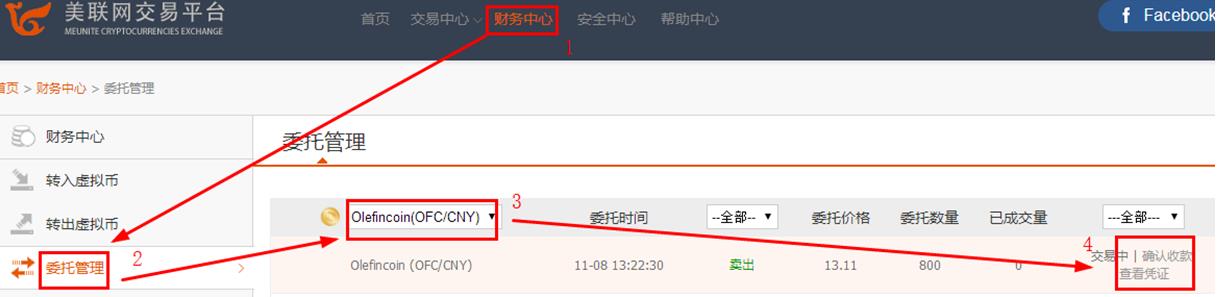 美联网交易平台
MEUNITE CRYPTOCURRENCIES EXCHANGE
首页 交易中心 财务中心 安全中心 帮助中心
f Facebook
1
首页 > 财务中心 > 委托管理
财务中心
转入虚拟币
转出虚拟币
委托管理
2
委托管理
3
Olefincoin(OFC/CNY) 委托时间 --全部-- 委托价格 委托数量 已成交量 ---全部---
4
Olefincoin (OFC/CNY) 11-08 13:22:30 卖出 13.11 800 0 交易中 | 确认收款
查看凭证